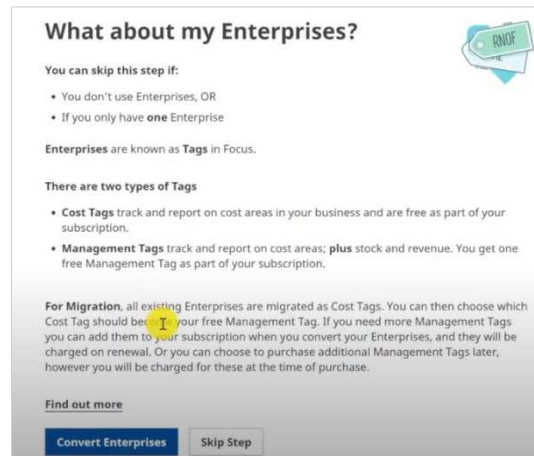 What about my Enterprises?
RNOF
You can skip this step if:
• You don't use Enterprises, OR
• If you only have one Enterprise
Enterprises are known as Tags in Focus.
There are two types of Tags
• Cost Tags track and report on cost areas in your business and are free as part of your
subscription.
• Management Tags track and report on cost areas; plus stock and revenue. You get one
free Management Tag as part of your subscription.
For Migration, all existing Enterprises are migrated as Cost Tags. You can then choose which
Cost Tag should become your free Management Tag. If you need more Management Tags
you can add them to your subscription when you convert your Enterprises, and they will be
charged on renewal. Or you can choose to purchase additional Management Tags later,
however you will be charged for these at the time of purchase.
Find out more
Convert Enterprises
Skip Step